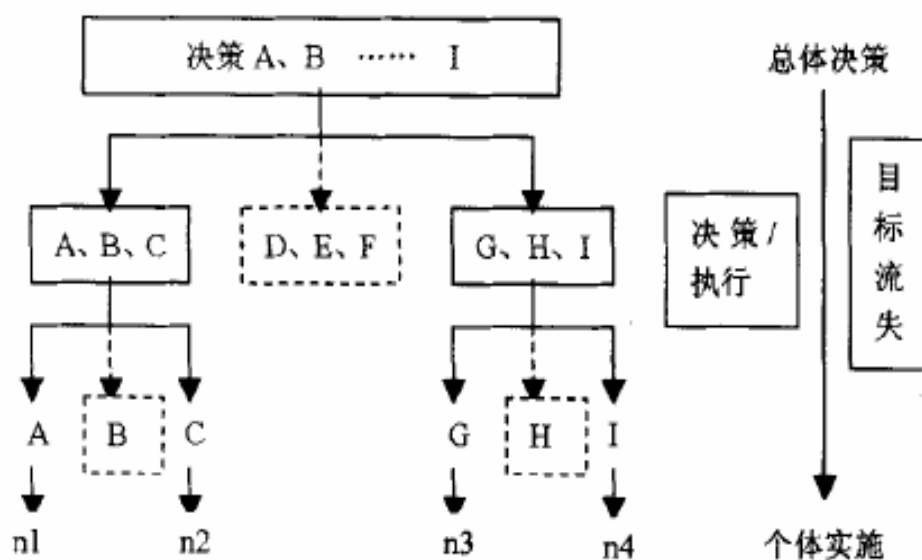 决策 A、B …… I
总体决策
A、B、C
D、E、F
G、H、I
决 策 /
执行
目
标
流
失
A
B
C
G
H
I
n1
n2
n3
n4
个体实施